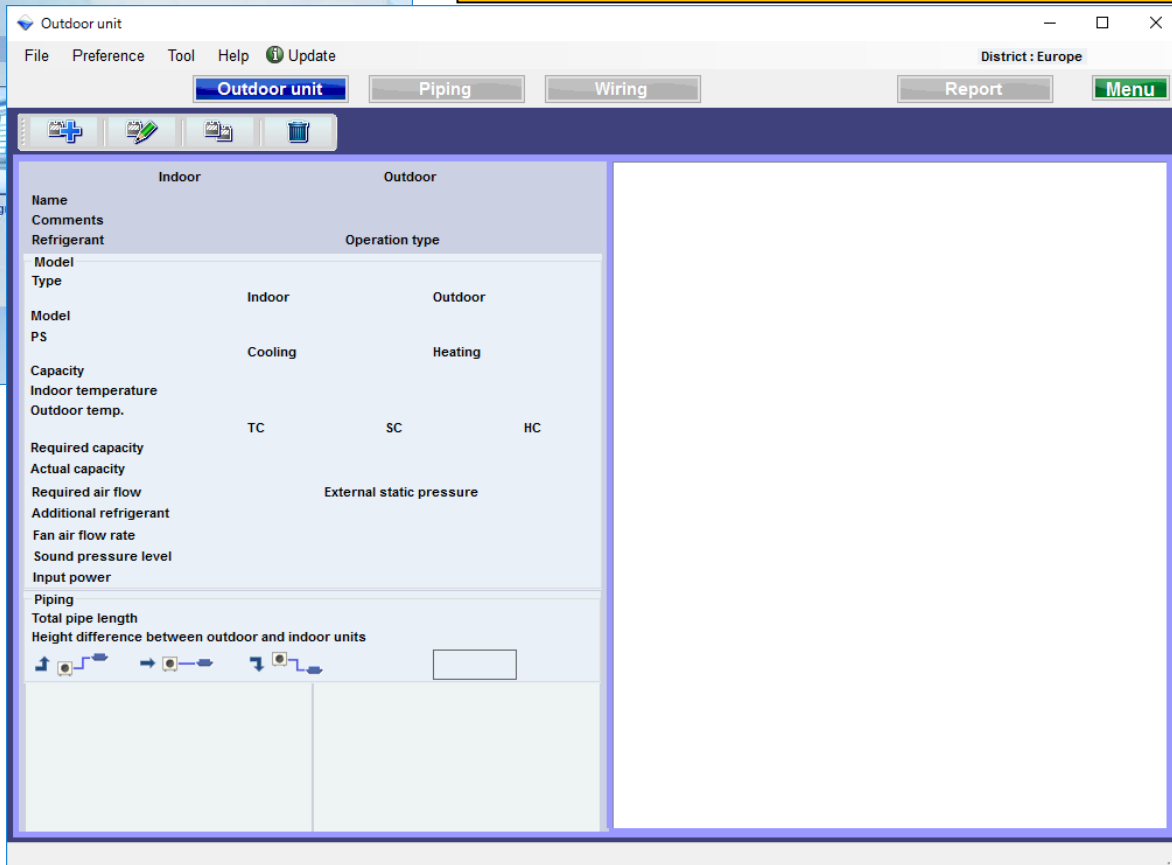 Outdoor unit
File Preference Tool Help Update District : Europe
Outdoor unit Piping Wiring Report Menu
Indoor Outdoor
Name
Comments
Refrigerant Operation type
Model
Type
Indoor Outdoor
Model
PS
Cooling Heating
Capacity
Indoor temperature
Outdoor temp.
TC SC HC
Required capacity
Actual capacity
Required air flow External static pressure
Additional refrigerant
Fan air flow rate
Sound pressure level
Input power
Piping
Total pipe length
Height difference between outdoor and indoor units